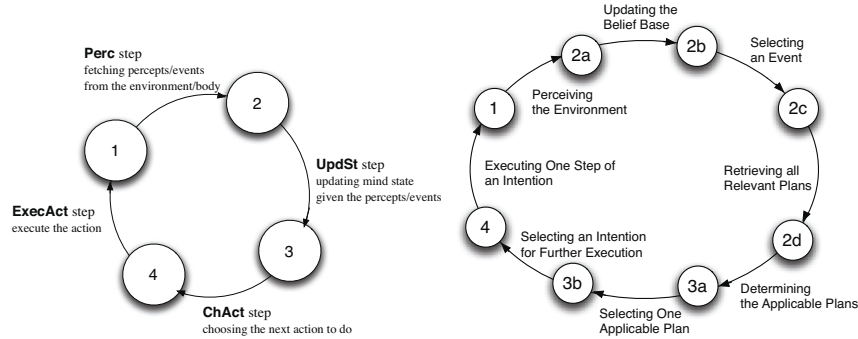 Perc step
fetching percepts/events
from the environment/body
1
2
UpdSt step
updating mind state
given the percepts/events
ExecAct step
execute the action
3
4
ChAct step
choosing the next action to do
Updating the
Belief Base
2a
2b
Selecting
an Event
1
Perceiving
the Environment
2c
Executing One Step of
an Intention
Retrieving all
Relevant Plans
4
Selecting an Intention
for Further Execution
2d
3b
3a
Determining
the Applicable Plans
Selecting One
Applicable Plan